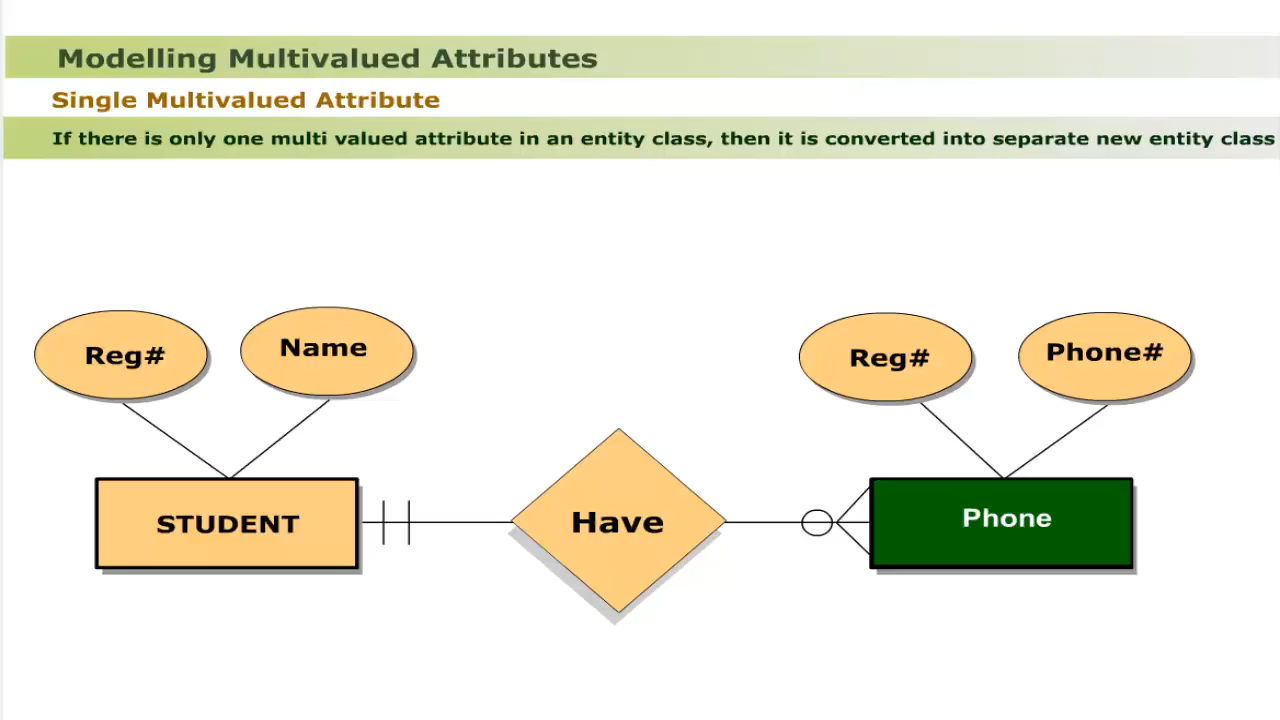 Modelling Multivalued Attributes
Single Multivalued Attribute
If there is only one multi valued attribute in an entity class, then it is converted into separate new entity class
Reg#
Name
Reg#
Phone#
STUDENT
Have
Phone